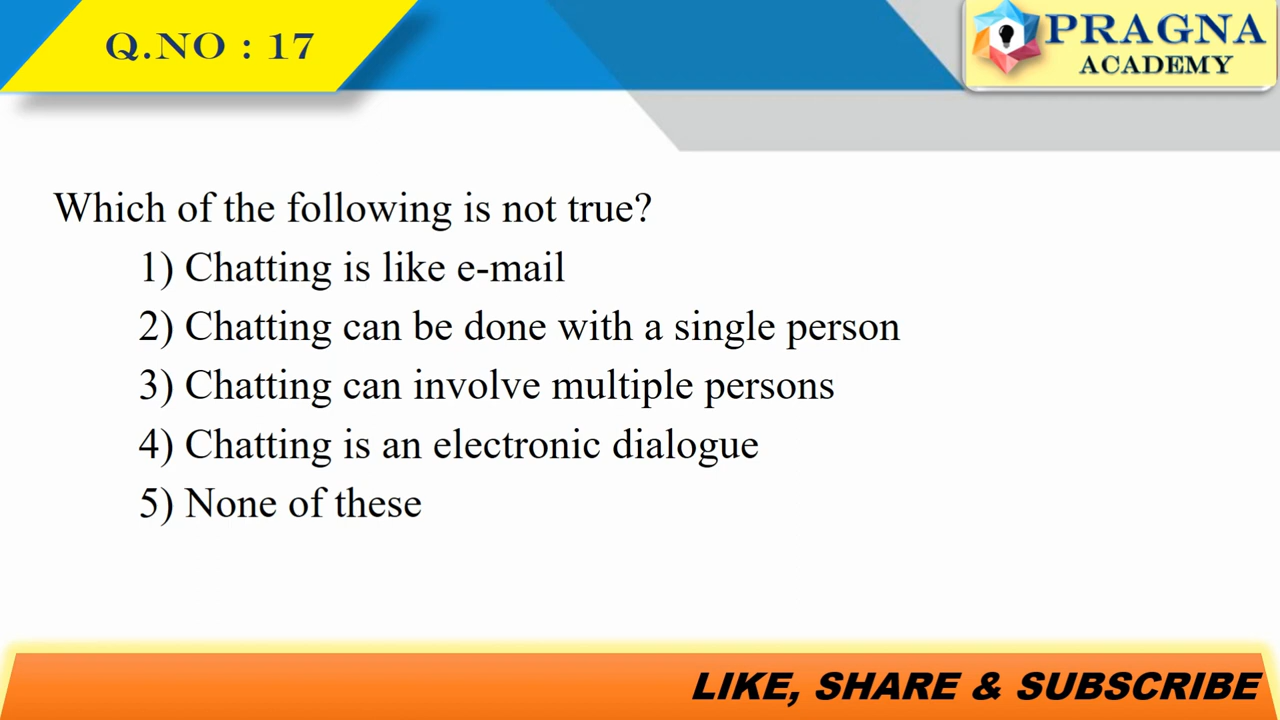 Q.NO : 17
PRAGNA
ACADEMY
Which of the following is not true?
1) Chatting is like e-mail
2) Chatting can be done with a single person
3) Chatting can involve multiple persons
4) Chatting is an electronic dialogue
5) None of these
LIKE, SHARE & SUBSCRIBE